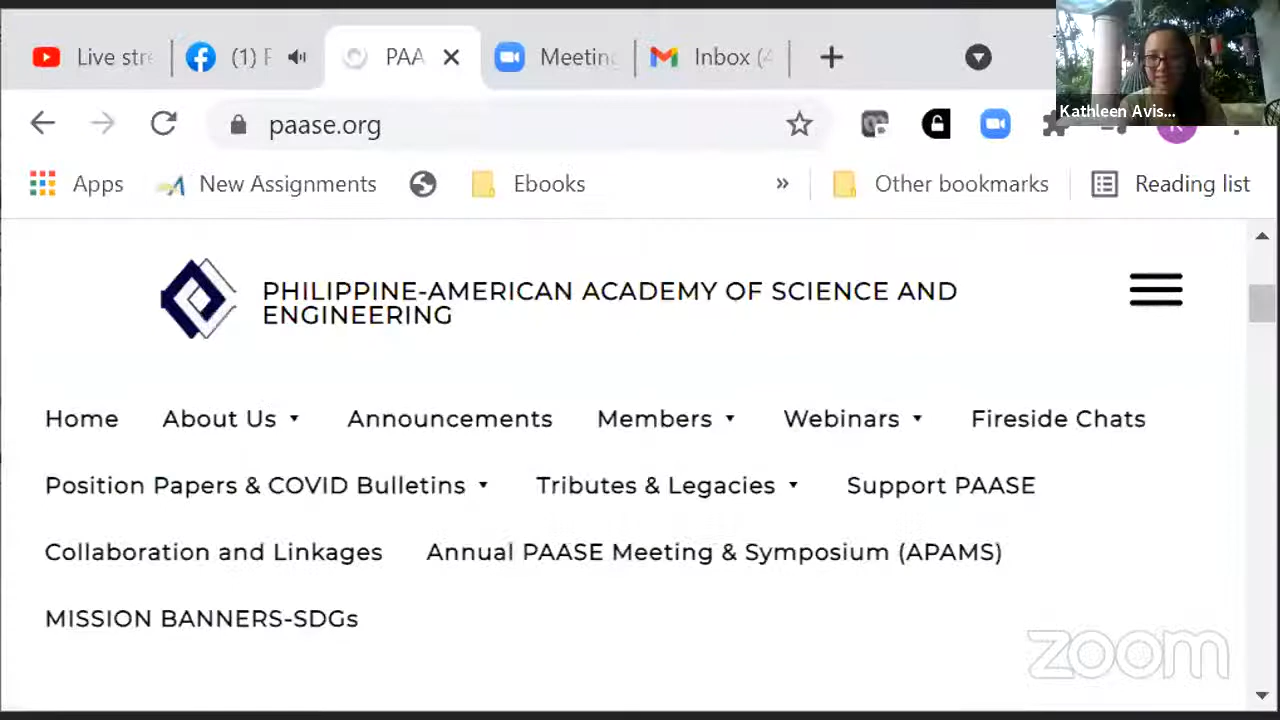 Live stre
(1) F
PAA
Meeting
Inbox (4
Kathleen Avis...
paase.org
Apps
New Assignments
Ebooks
»
Other bookmarks
Reading list
PHILIPPINE-AMERICAN ACADEMY OF SCIENCE AND
ENGINEERING
Home About Us Announcements Members Webinars Fireside Chats
Position Papers & COVID Bulletins Tributes & Legacies Support PAASE
Collaboration and Linkages Annual PAASE Meeting & Symposium (APAMS)
MISSION BANNERS-SDGs
zoom